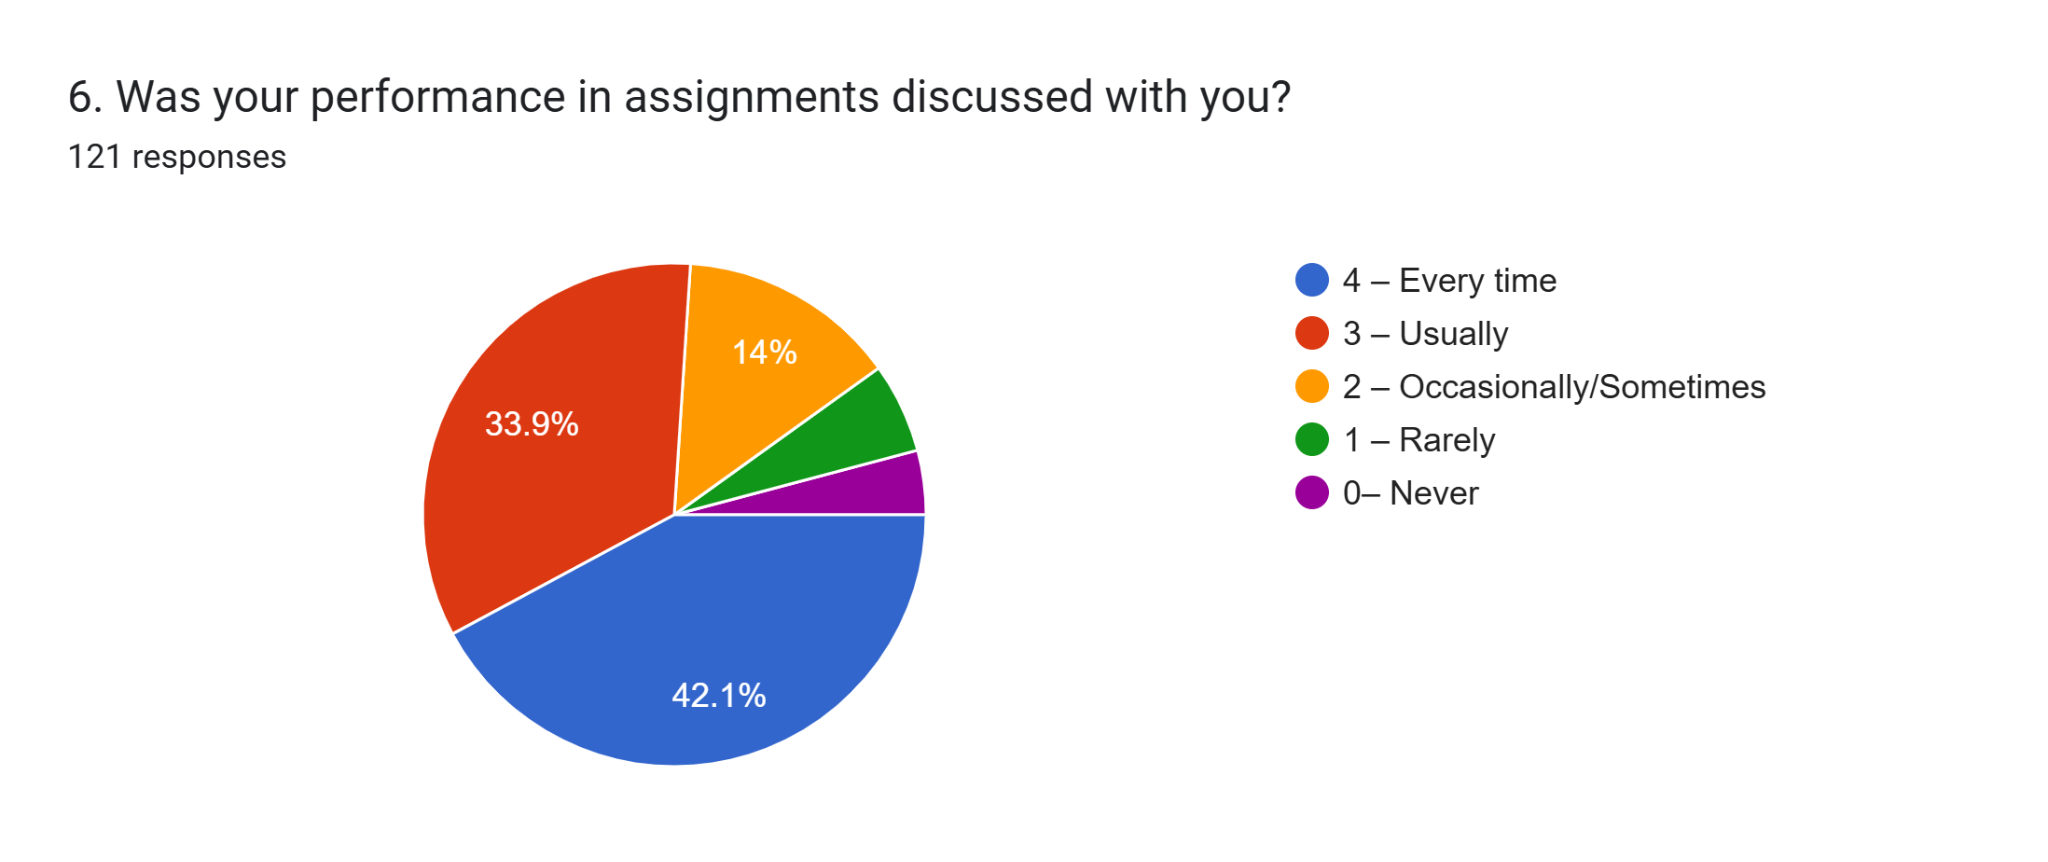 6. Was your performance in assignments discussed with you?
121 responses
14%
33.9%
42.1%
4 – Every time
3 – Usually
2 – Occasionally/Sometimes
1 – Rarely
0– Never